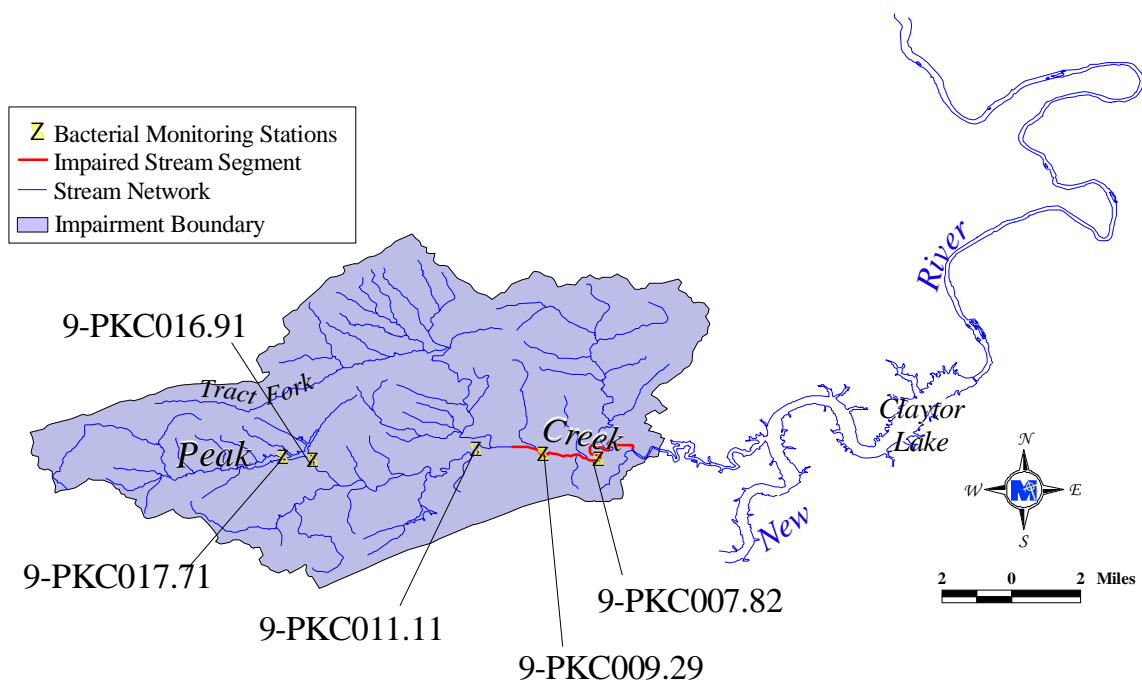 Z Bacterial Monitoring Stations
Impaired Stream Segment
Stream Network
Impairment Boundary
River
9-PKC016.91
Tract Fork
Claytor
Lake
Peak
Creek
Z
Z
Z
Z
Z
N
W
M
E
S
New
9-PKC017.71
9-PKC011.11
9-PKC007.82
9-PKC009.29
2 0 2 Miles